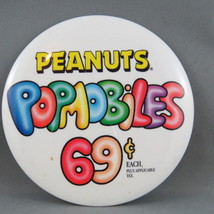 PEANUTS®
POPMOBILES
69¢
EACH,
PLUS APPLICABLE
TAX